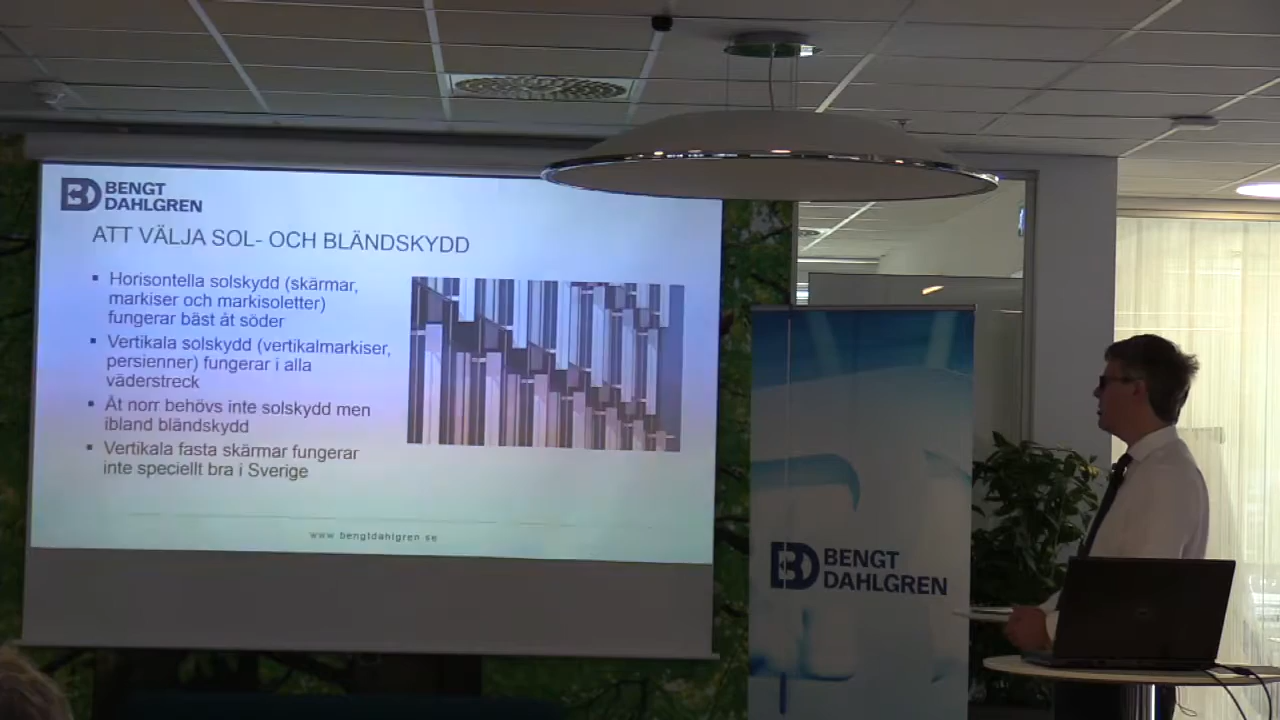 BENGT
DAHLGREN
ATT VÄLJA SOL- OCH BLÄNDSKYDD
▪ Horisontella solskydd (skärmar,
markiser och markisoletter)
fungerar bäst åt söder
▪ Vertikala solskydd (vertikalmarkiser,
persienner) fungerar i alla
väderstreck
▪ Åt norr behövs inte solskydd men
ibland bländskydd
▪ Vertikala fasta skärmar fungerar
inte speciellt bra i Sverige
www.bengtdahlgren.se
BENGT
DAHLGREN